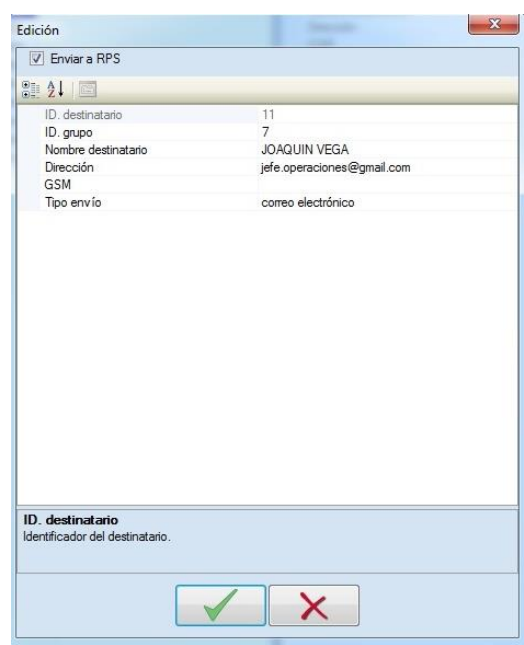 Edición
Enviar a RPS
ID. destinatario 11
ID. grupo 7
Nombre destinatario JOAQUIN VEGA
Dirección jefe.operaciones@gmail.com
GSM
Tipo envío correo electrónico
ID. destinatario
Identificador del destinatario.